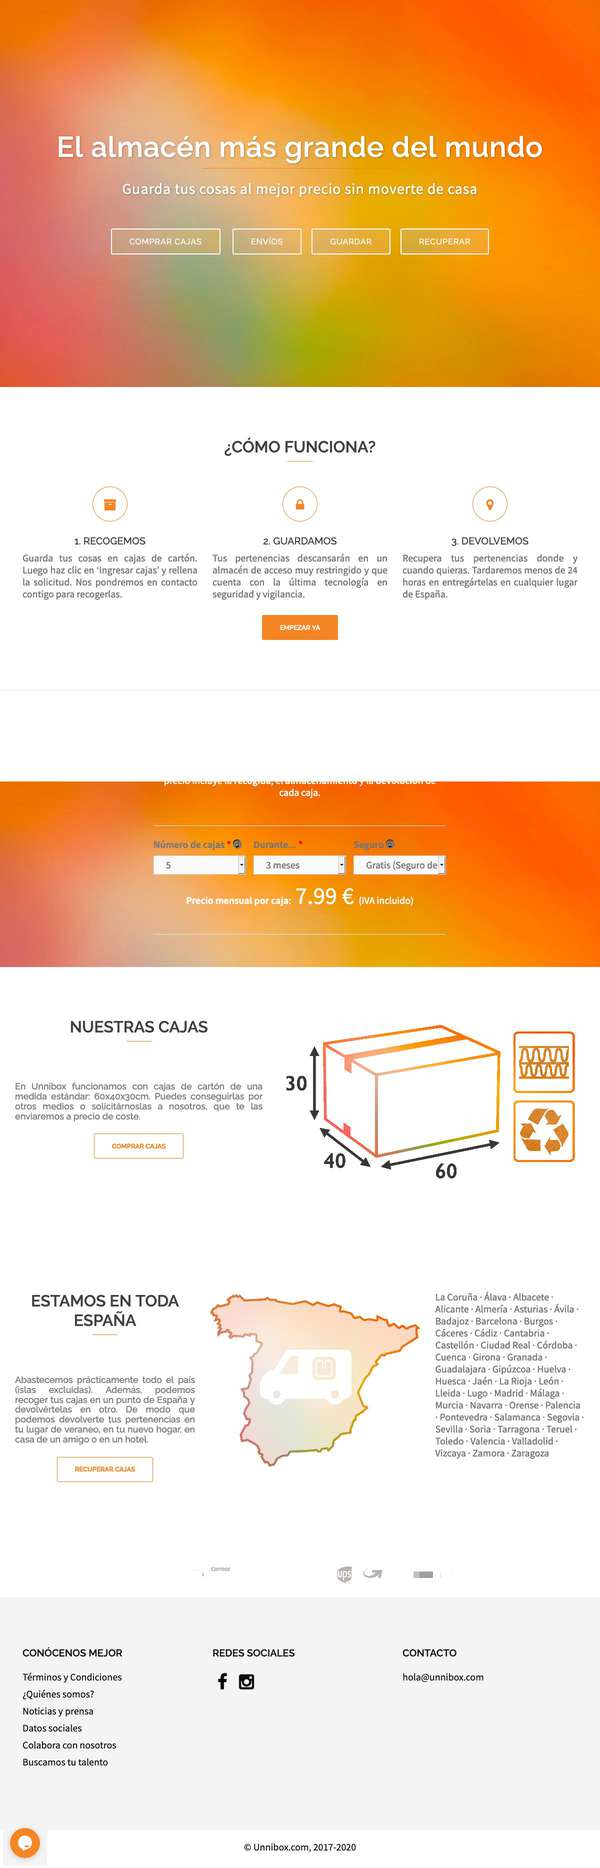 El almacén más grande del mundo
Guarda tus cosas al mejor precio sin moverte de casa
COMPRAR CAJAS
ENVÍOS
GUARDAR
RECUPERAR
¿CÓMO FUNCIONA?
1. RECOGEMOS
Guarda tus cosas en cajas de cartón.
Luego haz clic en 'Ingresar cajas' y rellena
la solicitud. Nos pondremos en contacto
contigo para recogerlas.
2. GUARDAMOS
Tus pertenencias descansarán en un
almacén de acceso muy restringido y que
cuenta con la última tecnología en
seguridad y vigilancia.
3. DEVOLVEMOS
Recupera tus pertenencias donde y
cuando quieras. Tardaremos menos de 24
horas en entregártelas en cualquier lugar
de España.
EMPEZAR YA
precio incluye la recogida, el almacenamiento y la devolución de
cada caja.
Número de cajas *
Durante... *
Seguro
5
3 meses
Gratis (Seguro de
Precio mensual por caja: 7.99 € (IVA incluido)
NUESTRAS CAJAS
En Unnibox funcionamos con cajas de cartón de una
medida estándar: 60x40x30cm. Puedes conseguirlas por
otros medios o solicitárnoslas a nosotros, que te las
enviaremos a precio de coste.
COMPRAR CAJAS
30
40
60
ESTAMOS EN TODA
ESPAÑA
Abastecemos prácticamente todo el país
(islas excluidas). Además, podemos
recoger tus cajas en un punto de España y
devolvértelas en otro. De modo que
podemos devolverte tus pertenencias en
tu lugar de veraneo, en tu nuevo hogar, en
casa de un amigo o en un hotel.
RECUPERAR CAJAS
La Coruña · Álava · Albacete ·
Alicante · Almería · Asturias · Ávila ·
Badajoz · Barcelona · Burgos ·
Cáceres · Cádiz · Cantabria ·
Castellón · Ciudad Real · Córdoba ·
Cuenca · Girona · Granada ·
Guadalajara · Gipúzcoa · Huelva ·
Huesca · Jaén · La Rioja · León ·
Lleida · Lugo · Madrid · Málaga ·
Murcia · Navarra · Orense · Palencia
· Pontevedra · Salamanca · Segovia ·
Sevilla · Soria · Tarragona · Teruel ·
Toledo · Valencia · Valladolid ·
Vizcaya · Zamora · Zaragoza
ups
CONÓCENOS MEJOR
Términos y Condiciones
¿Quiénes somos?
Noticias y prensa
Datos sociales
Colabora con nosotros
Buscamos tu talento
REDES SOCIALES
CONTACTO
hola@unnibox.com
© Unnibox.com, 2017-2020